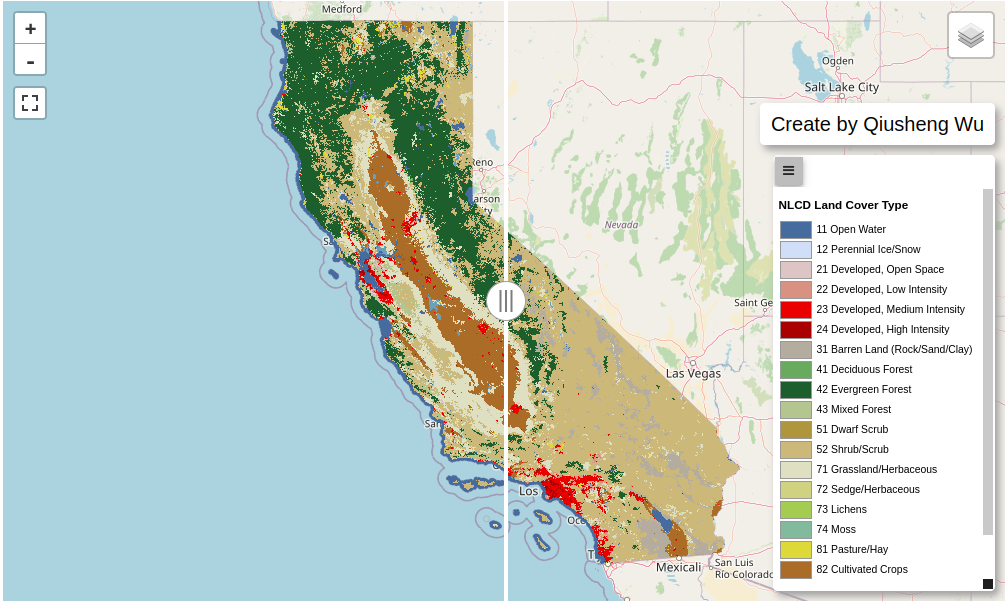 Medford
+
-
Ogden
Salt Lake City
Create by Qiusheng Wu
Reno
arson
ty
Nevada
NLCD Land Cover Type
11 Open Water
12 Perennial Ice/Snow
21 Developed, Open Space
22 Developed, Low Intensity
23 Developed, Medium Intensity
24 Developed, High Intensity
31 Barren Land (Rock/Sand/Clay)
41 Deciduous Forest
42 Evergreen Forest
43 Mixed Forest
51 Dwarf Scrub
52 Shrub/Scrub
71 Grassland/Herbaceous
72 Sedge/Herbaceous
73 Lichens
74 Moss
81 Pasture/Hay
82 Cultivated Crops
Saint Ge
Las Vegas
San
Los
Oce
T
Mexicali
San Luis
Río Colorado